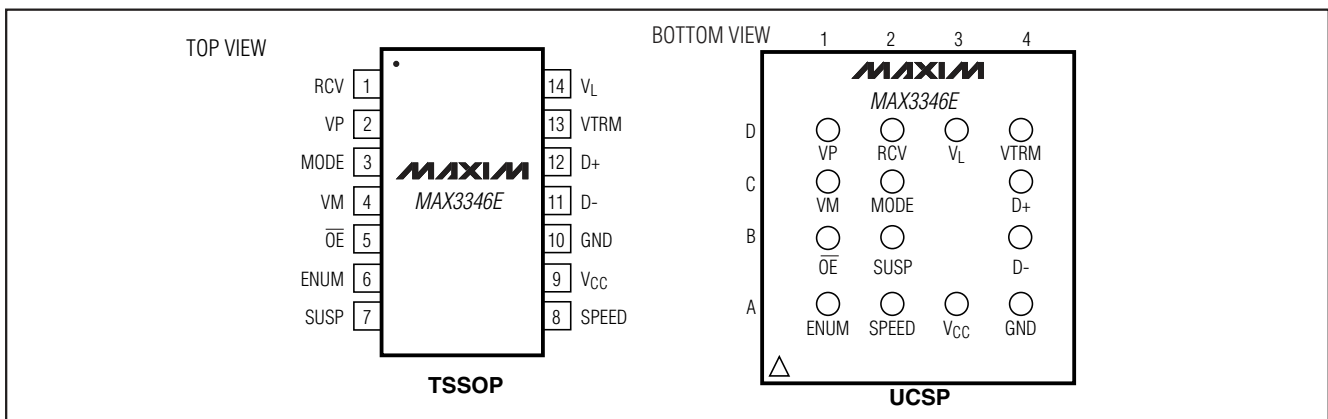 TOP VIEW
RCV 1 14 VL
VP 2 13 VTRM
MODE 3 12 D+
VM 4 11 D-
OE 5 10 GND
ENUM 6 9 VCC
SUSP 7 8 SPEED
MAXIM
MAX3346E
TSSOP
BOTTOM VIEW
1 2 3 4
MAXIM
MAX3346E
D
VP RCV VL VTRM
C
VM MODE D+
B
OE SUSP D-
A
ENUM SPEED VCC GND
UCSP